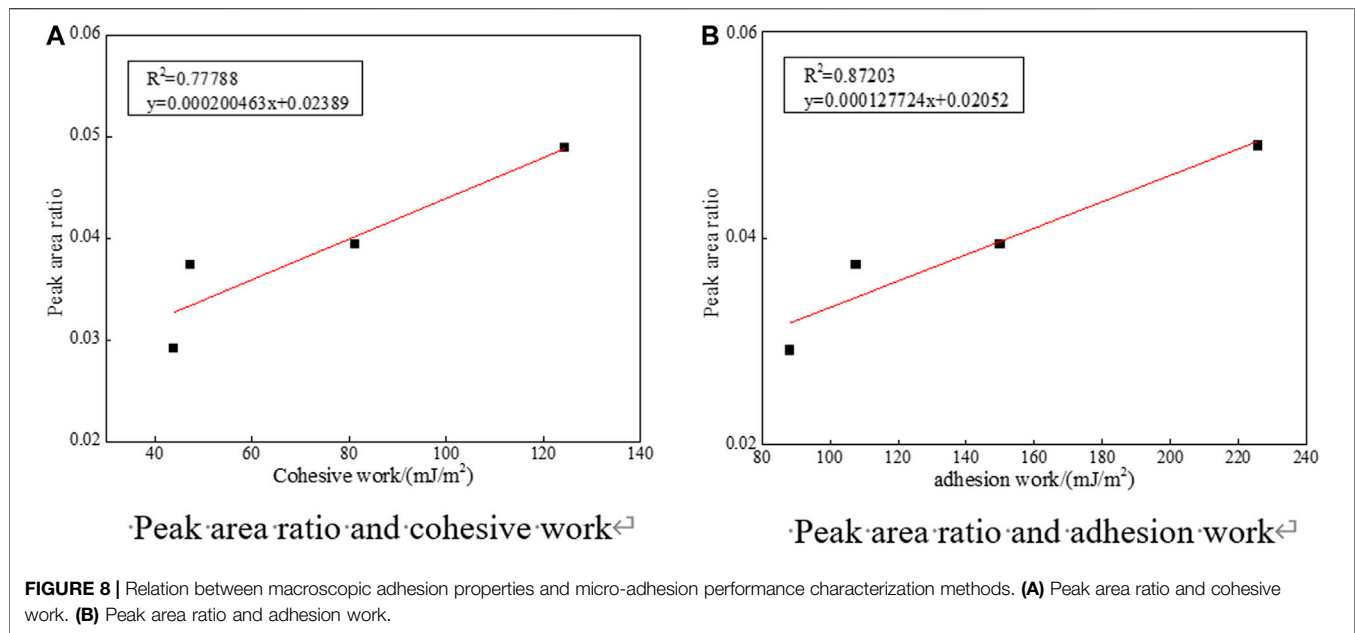 A
0.06
R²=0.77788
y=0.000200463x+0.02389
0.05
0.04
0.03
0.02
Peak area ratio
40 60 80 100 120 140
Cohesive work/(mJ/m²)
·Peak·area·ratio·and·cohesive·work↵
B
0.06
R²=0.87203
y=0.000127724x+0.02052
0.04
0.02
Peak area ratio
80 100 120 140 160 180 200 220 240
adhesion work/(mJ/m²)
·Peak·area·ratio·and·adhesion·work↵
FIGURE 8 | Relation between macroscopic adhesion properties and micro-adhesion performance characterization methods. (A) Peak area ratio and cohesive
work. (B) Peak area ratio and adhesion work.